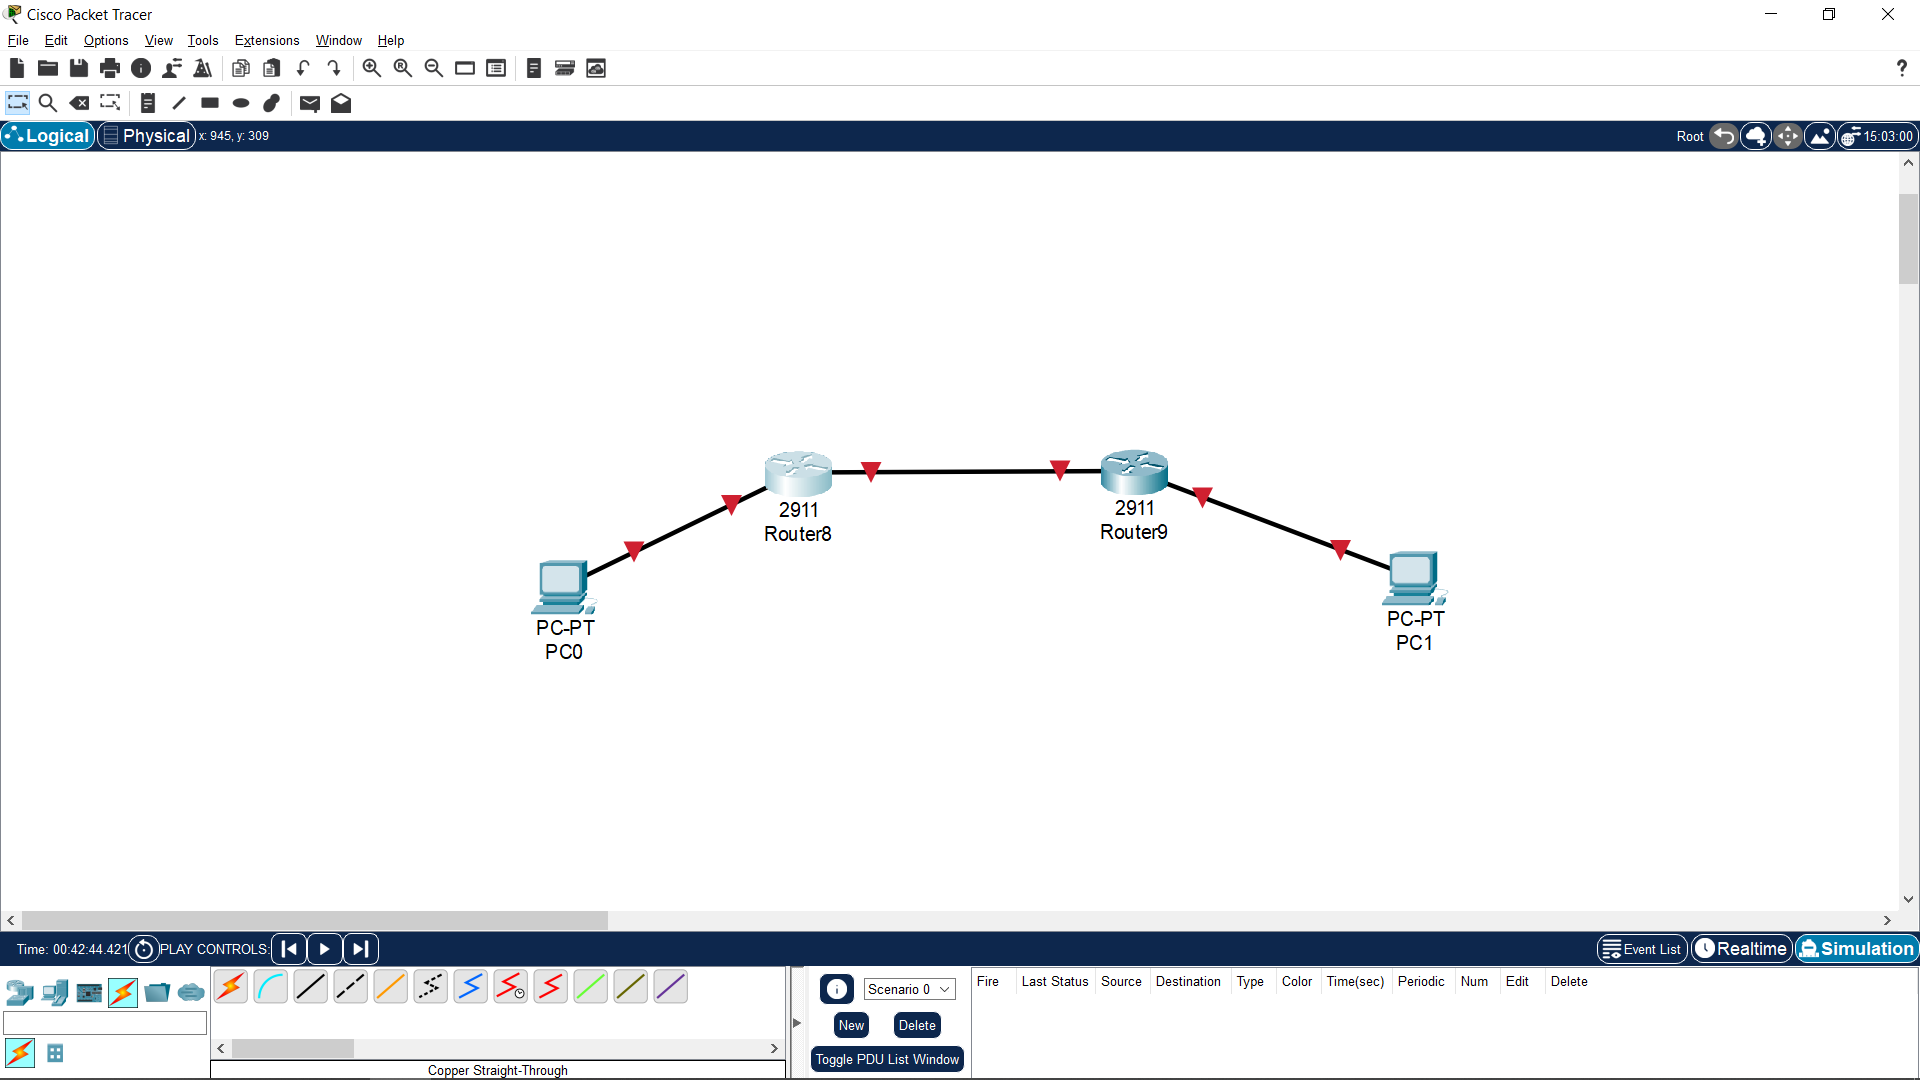 Cisco Packet Tracer
File Edit Options View Tools Extensions Window Help
?
Logical Physical x: 945, y: 309 Root 15:03:00
2911
Router8
2911
Router9
PC-PT
PC0
PC-PT
PC1
Time: 00:42:44.421 PLAY CONTROLS: Event List Realtime Simulation
Scenario 0
New Delete
Toggle PDU List Window
Fire Last Status Source Destination Type Color Time(sec) Periodic Num Edit Delete
Copper Straight-Through